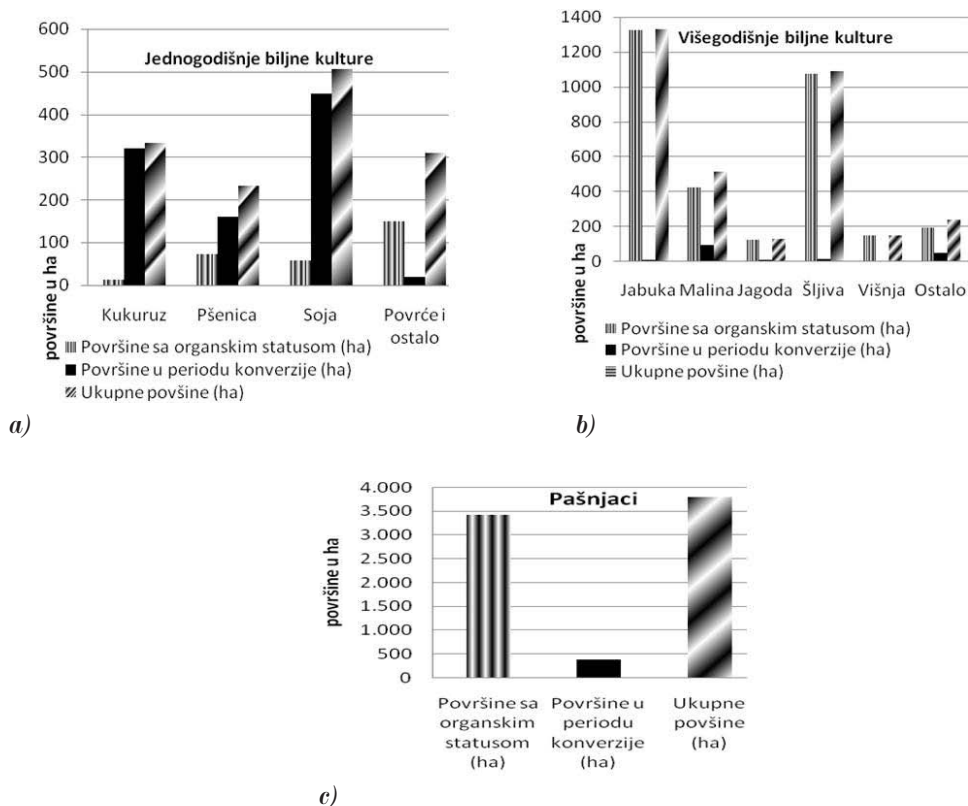 Jednogodišnje biljne kulture
600
500
400
300
200
100
0
površine u ha
Kukuruz Pšenica Soja Povrće i
ostalo
Površine sa organskim statusom (ha)
Površine u periodu konverzije (ha)
Ukupne povšine (ha)
a)
Višegodišnje biljne kulture
1400
1200
1000
800
600
400
200
0
površine u ha
Jabuka Malina Jagoda Šljiva Višnja Ostalo
Površine sa organskim statusom (ha)
Površine u periodu konverzije (ha)
Ukupne povšine (ha)
b)
Pašnjaci
4.000
3.500
3.000
2.500
2.000
1.500
1.000
500
0
površine u ha
Površine sa
organskim
statusom
(ha)
Površine u
periodu
konverzije
(ha)
Ukupne
povšine
(ha)
c)